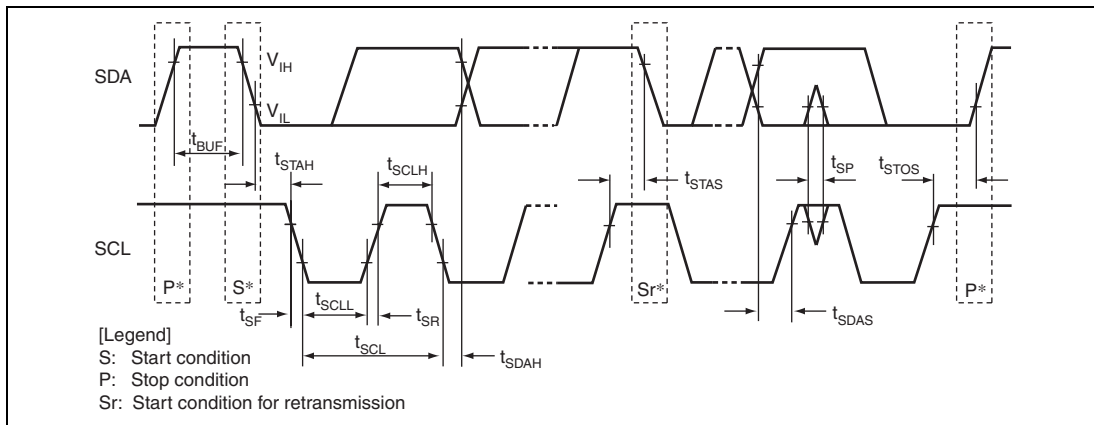 SDA
V_IH
V_IL
t_BUF
t_STAH
t_SCLH
t_STAS
t_SP
t_STOS
SCL
P*
S*
Sr*
P*
t_SF
t_SCLL
t_SR
t_SDAS
t_SCL
t_SDAH
[Legend]
S: Start condition
P: Stop condition
Sr: Start condition for retransmission